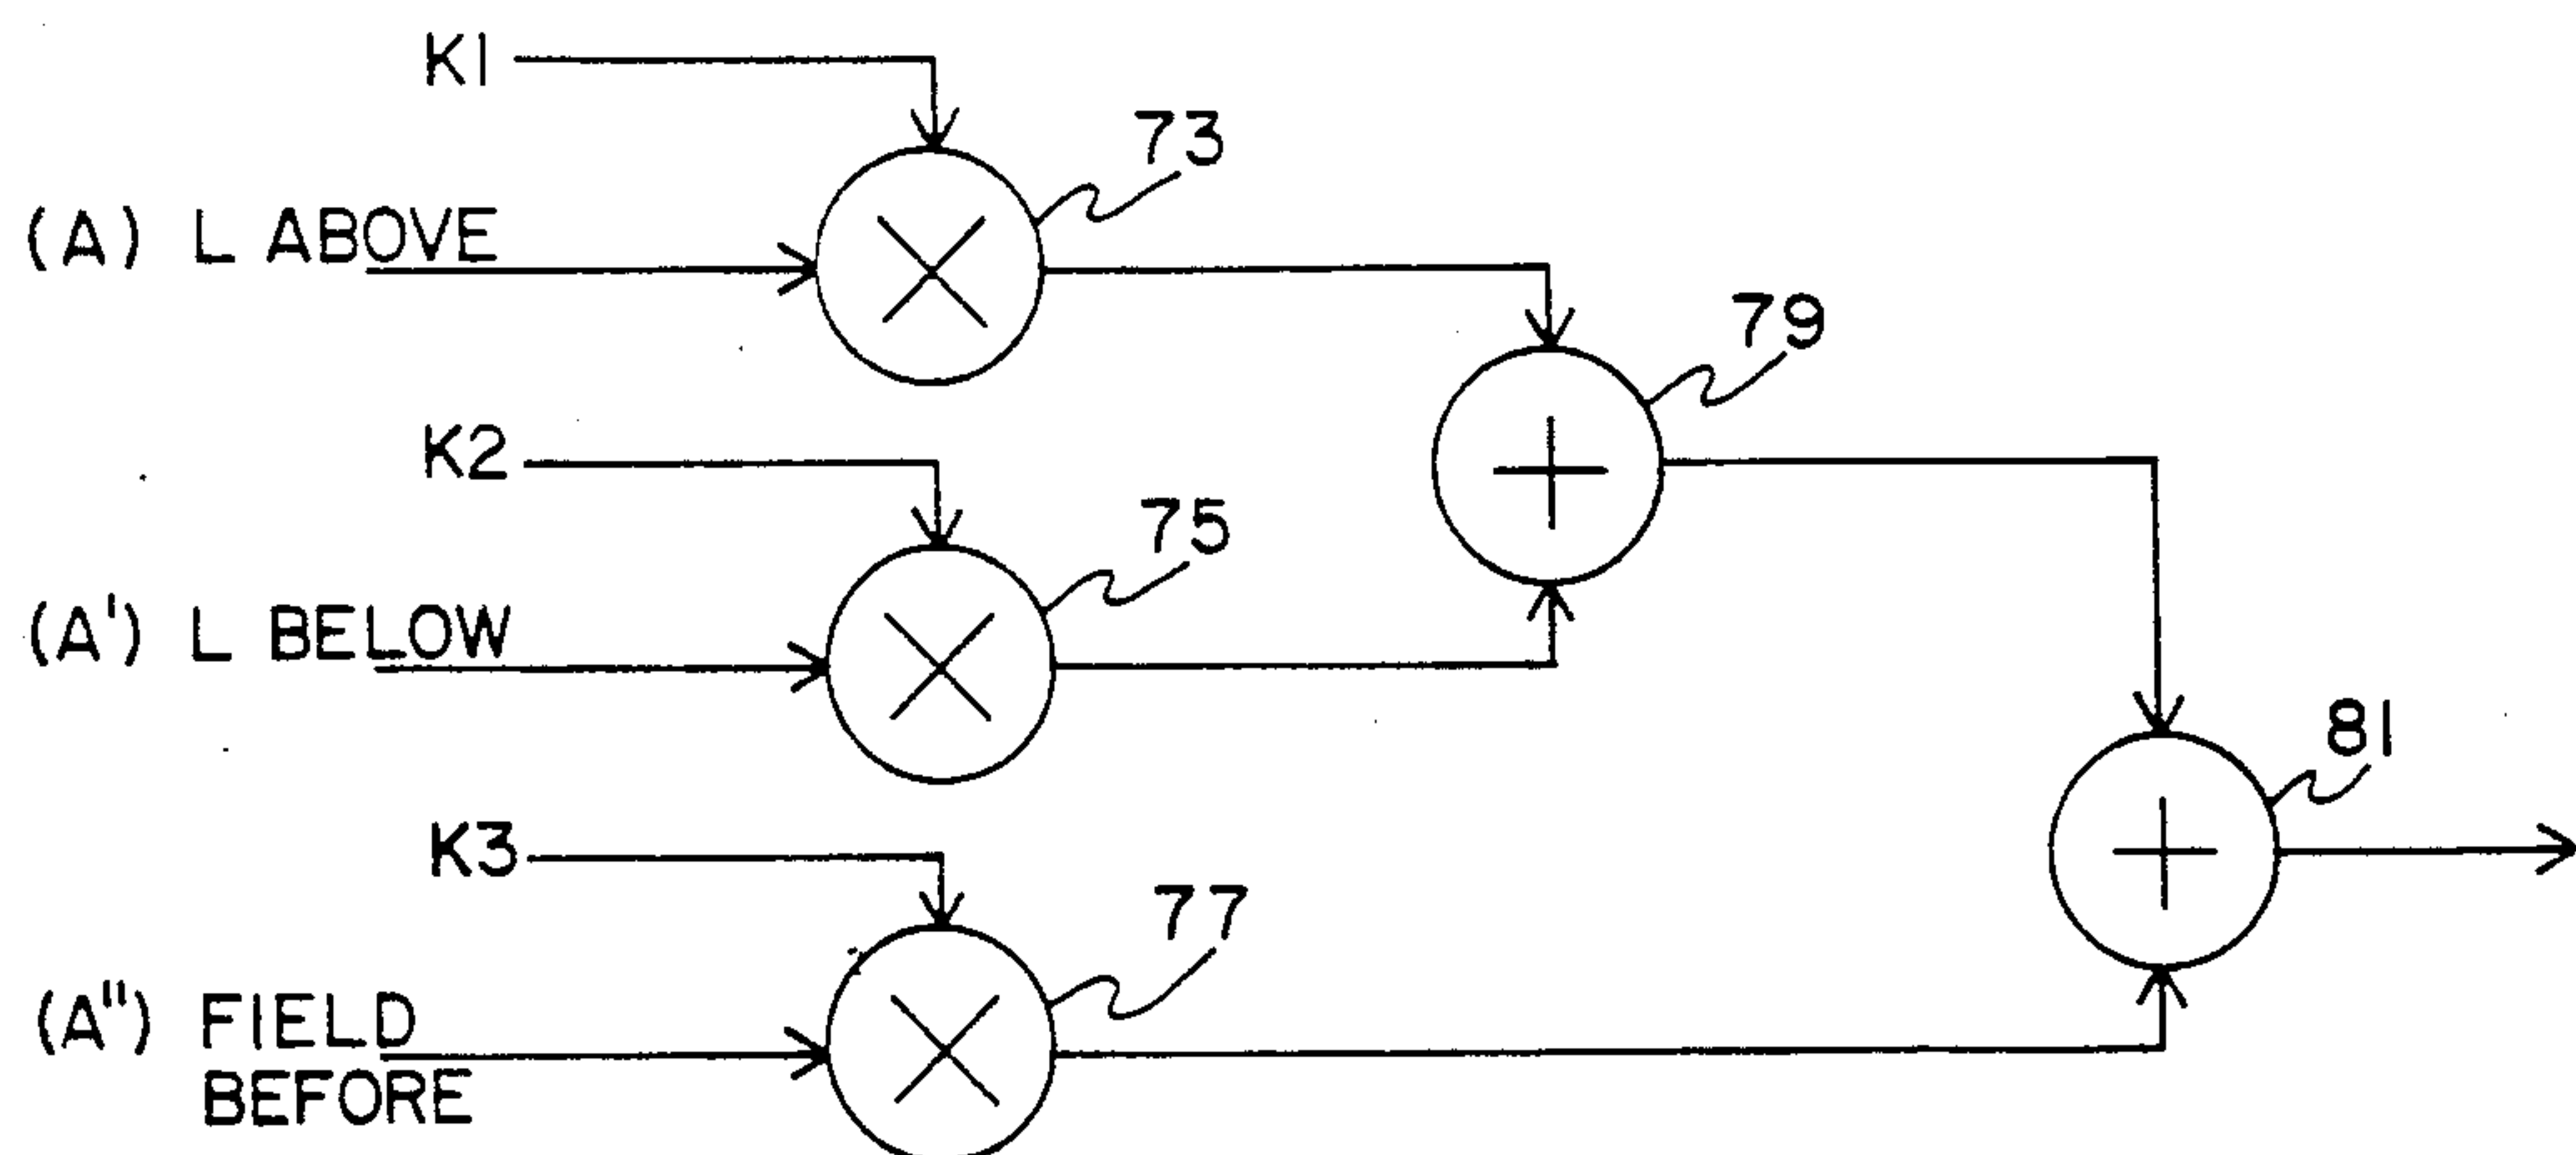 K1
73
(A) L ABOVE
79
K2
75
(A') L BELOW
81
K3
77
(A") FIELD
BEFORE